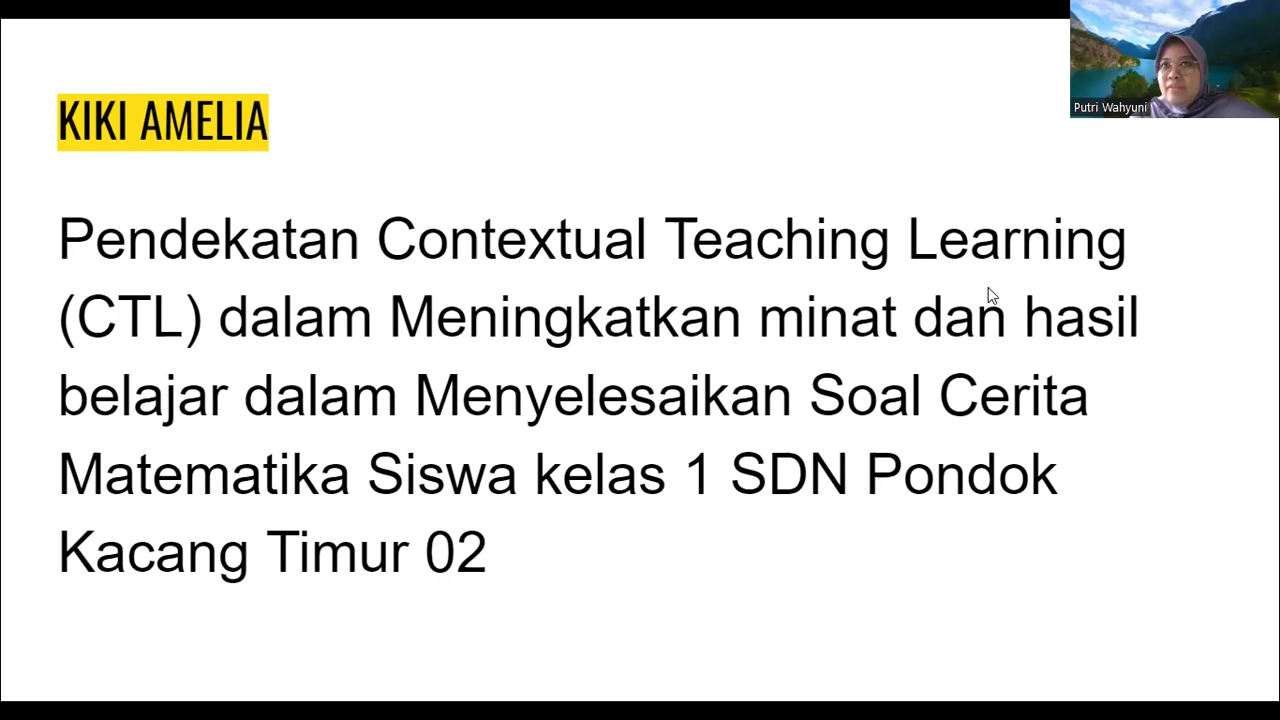 KIKI AMELIA
Putri Wahyuni
Pendekatan Contextual Teaching Learning
(CTL) dalam Meningkatkan minat dan hasil
belajar dalam Menyelesaikan Soal Cerita
Matematika Siswa kelas 1 SDN Pondok
Kacang Timur 02